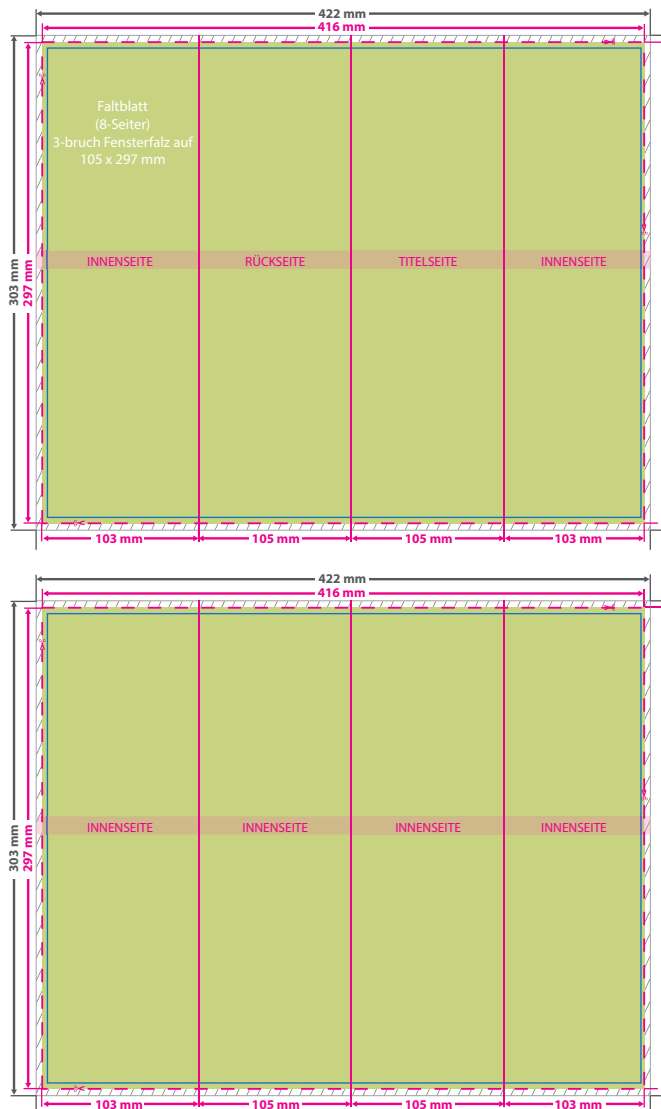 422 mm
416 mm
Faltblatt
(8-Seiter)
3-bruch Fensterfalz auf
105 x 297 mm
303 mm
297 mm
INNENSEITE RÜCKSEITE TITELSEITE INNENSEITE
103 mm 105 mm 105 mm 103 mm
422 mm
416 mm
303 mm
297 mm
INNENSEITE INNENSEITE INNENSEITE INNENSEITE
103 mm 105 mm 105 mm 103 mm